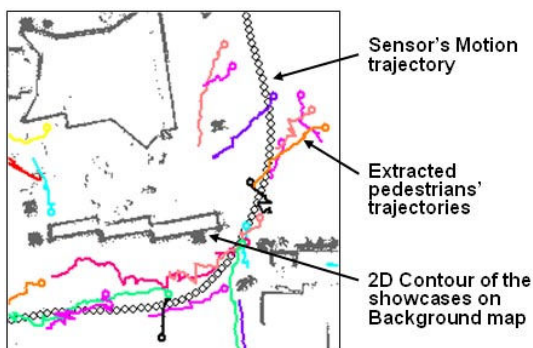 Sensor's Motion
trajectory
Extracted
pedestrians'
trajectories
2D Contour of the
showcases on
Background map